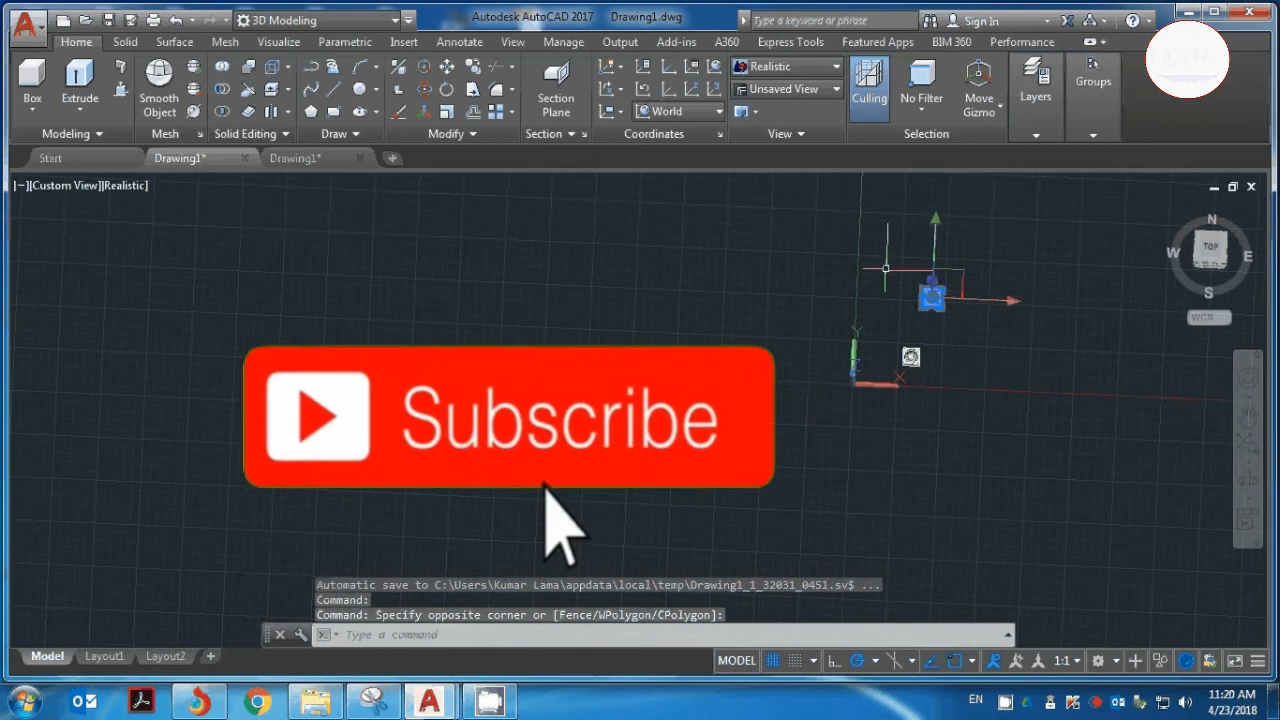 3D Modeling
Autodesk AutoCAD 2017 Drawing1.dwg
Type a keyword or phrase
Sign In
Home Solid Surface Mesh Visualize Parametric Insert Annotate View Manage Output Add-ins A360 Express Tools Featured Apps BIM 360 Performance
Box
Extrude
Smooth
Object
Section
Plane
World
Realistic
Unsaved View
Culling
No Filter
Move
Gizmo
Layers
Groups
Modeling Mesh Solid Editing Draw Modify Section Coordinates View Selection
Start Drawing1* Drawing1*
[−][Custom View][Realistic]
N
W TOP E
S
WCS
Y
X
Subscribe
Automatic save to C:\Users\Kumar Lama\appdata\local\temp\Drawing1_1_32031_0451.sv$ ...
Command:
Command: Specify opposite corner or [Fence/WPolygon/CPolygon]:
Type a command
Model Layout1 Layout2
MODEL 1:1
EN
11:20 AM
4/23/2018